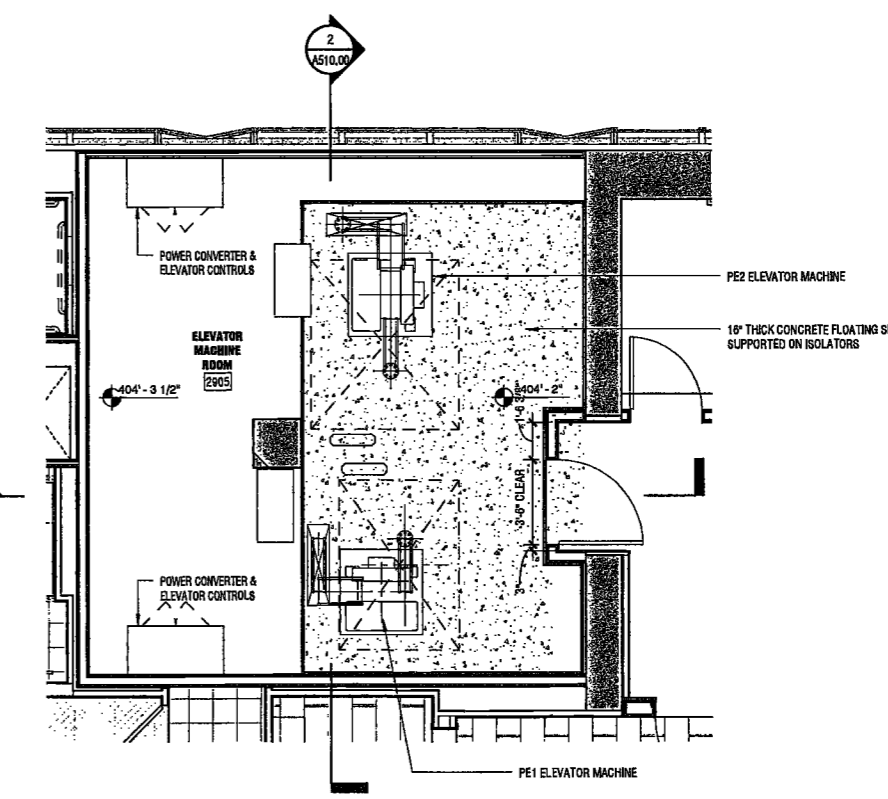 2
A510.00
POWER CONVERTER &
ELEVATOR CONTROLS
PE2 ELEVATOR MACHINE
16" THICK CONCRETE FLOATING
SUPPORTED ON ISOLATORS
ELEVATOR
MACHINE
ROOM
2905
404' - 3 1/2"
404' - 2"
3'-6" CLEAR
POWER CONVERTER &
ELEVATOR CONTROLS
PE1 ELEVATOR MACHINE